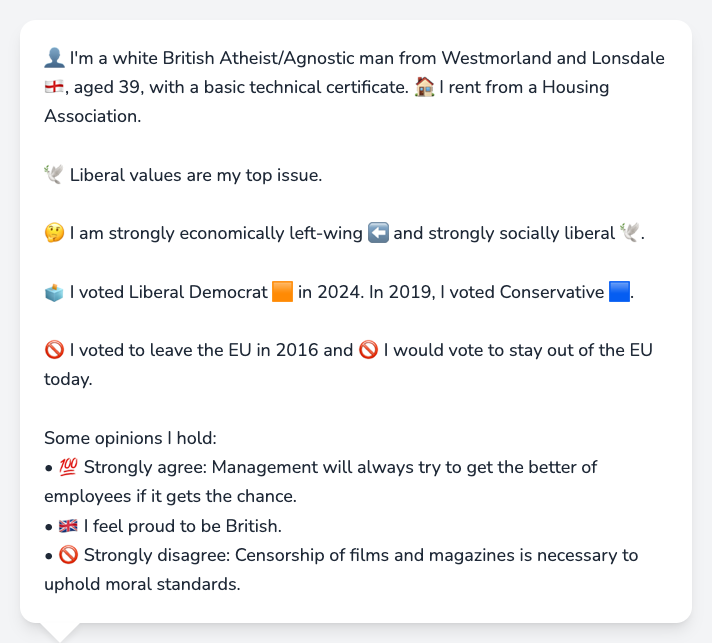 👤 I'm a white British Atheist/Agnostic man from Westmorland and Lonsdale
🏴󠁧󠁢󠁥󠁮󠁧󠁿, aged 39, with a basic technical certificate. 🏠 I rent from a Housing
Association.
🕊️ Liberal values are my top issue.
🤔 I am strongly economically left-wing ⬅️ and strongly socially liberal 🕊️.
🗳️ I voted Liberal Democrat 🟧 in 2024. In 2019, I voted Conservative 🟦.
🚫 I voted to leave the EU in 2016 and 🚫 I would vote to stay out of the EU
today.
Some opinions I hold:
• 💯 Strongly agree: Management will always try to get the better of
employees if it gets the chance.
• 🇬🇧 I feel proud to be British.
• 🚫 Strongly disagree: Censorship of films and magazines is necessary to
uphold moral standards.